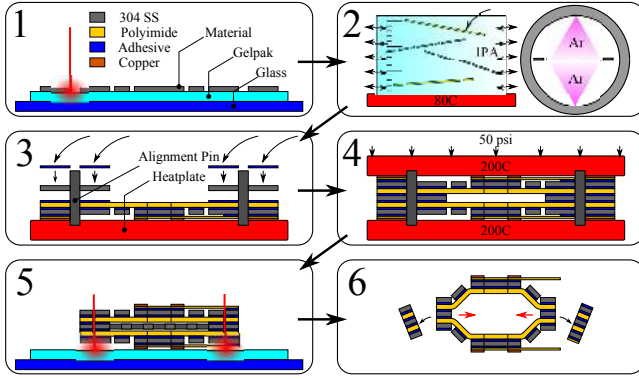 1
304 SS
Polyimide
Adhesive
Copper
Material
Gelpak
Glass
2
IPA
80C
Ar
Ar
3
Alignment Pin
Heatplate
4
50 psi
200C
200C
5
6